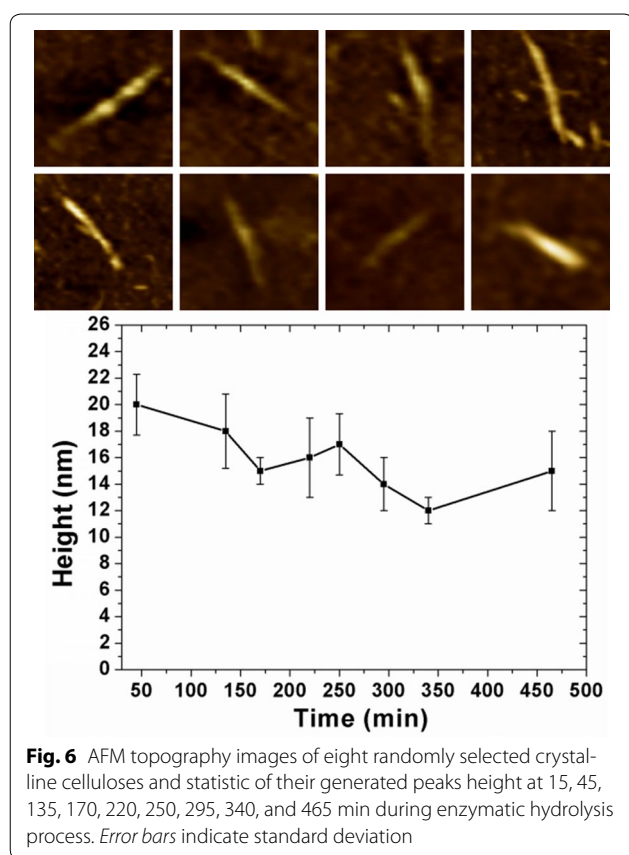 26
24
22
20
18
16
14
12
10
8
6
4
2
0
Height (nm)
50 100 150 200 250 300 350 400 450 500
Time (min)
Fig. 6 AFM topography images of eight randomly selected crystal-
line celluloses and statistic of their generated peaks height at 15, 45,
135, 170, 220, 250, 295, 340, and 465 min during enzymatic hydrolysis
process. Error bars indicate standard deviation